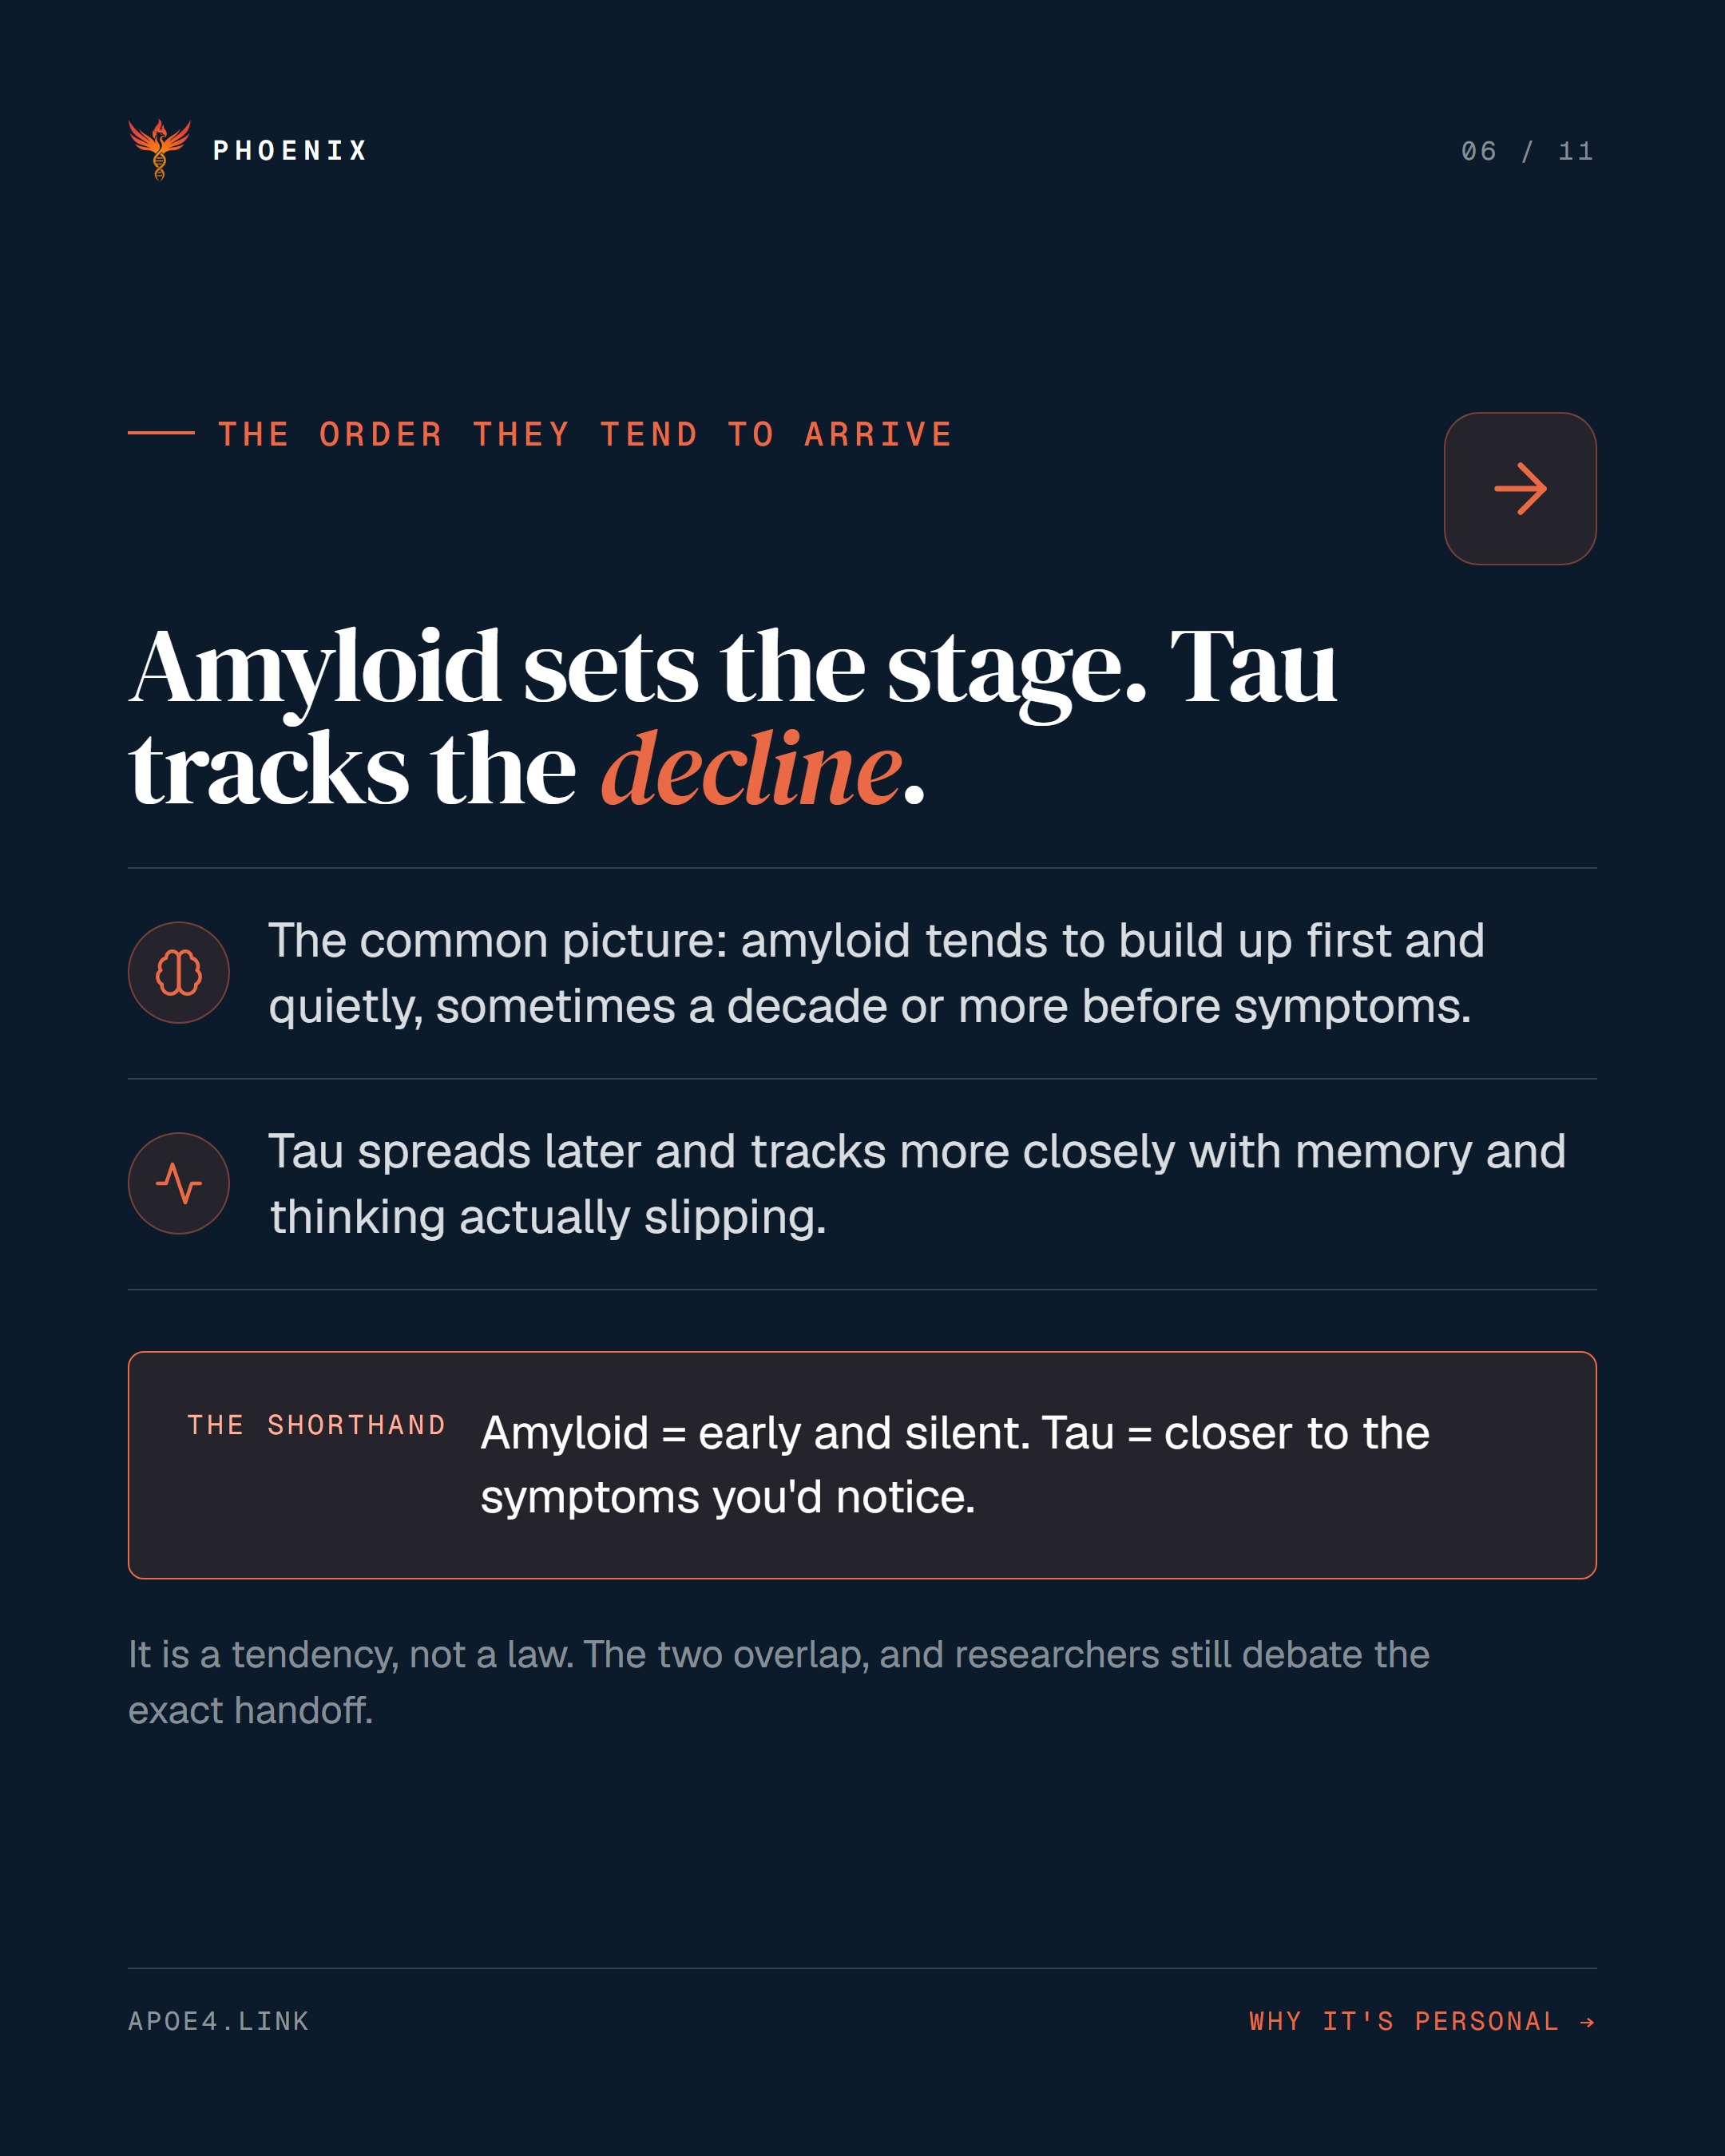 PHOENIX
06 / 11
THE ORDER THEY TEND TO ARRIVE
Amyloid sets the stage. Tau
tracks the decline.
The common picture: amyloid tends to build up first and
quietly, sometimes a decade or more before symptoms.
Tau spreads later and tracks more closely with memory and
thinking actually slipping.
THE SHORTHAND
Amyloid = early and silent. Tau = closer to the
symptoms you'd notice.
It is a tendency, not a law. The two overlap, and researchers still debate the
exact handoff.
APOE4.LINK
WHY IT'S PERSONAL →